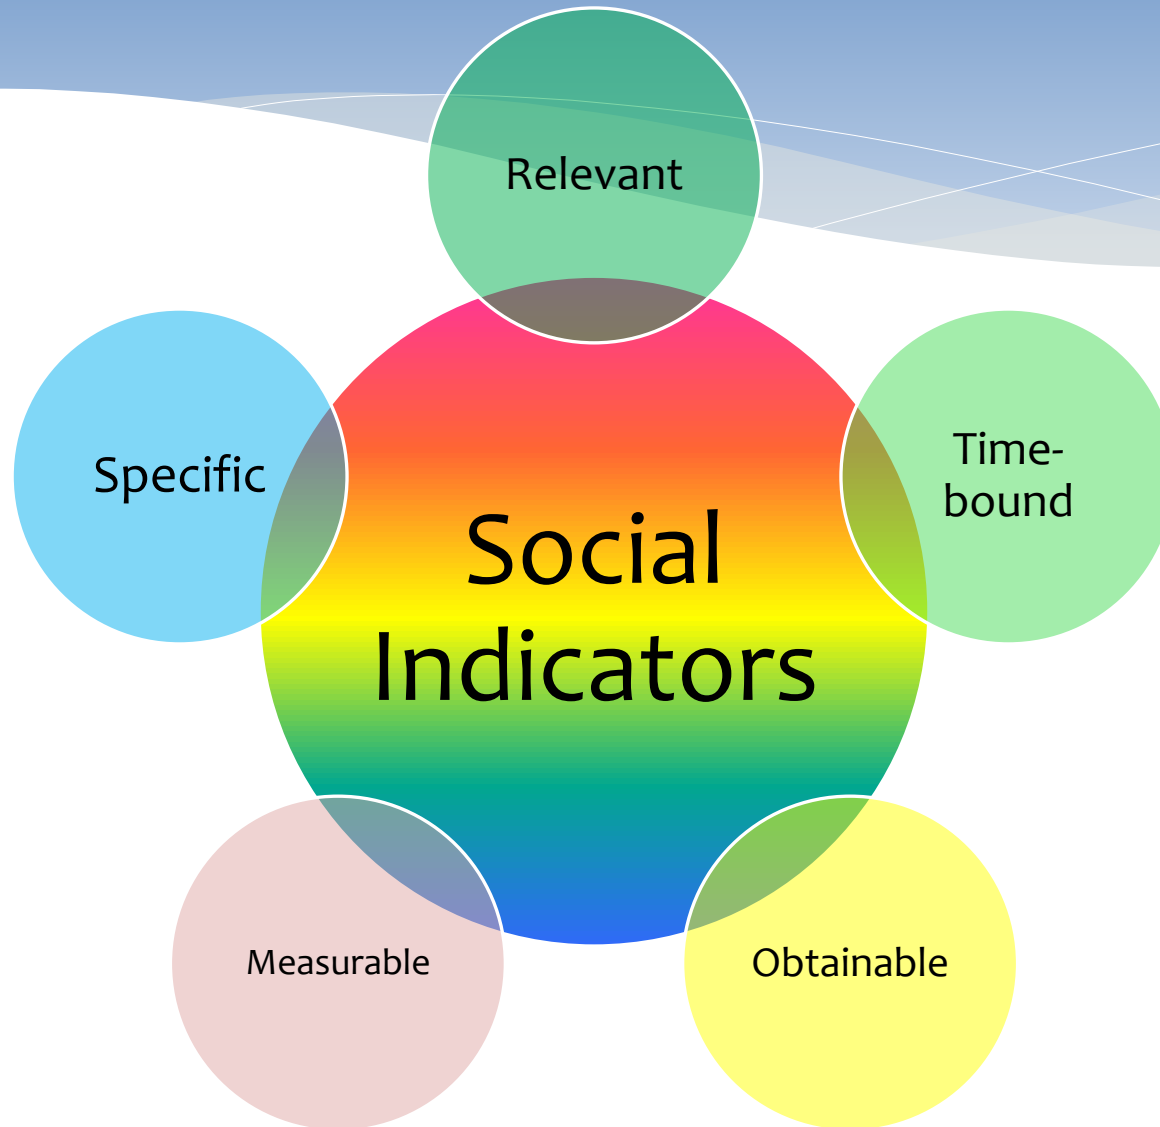 Relevant
Specific
Time-
bound
Social
Indicators
Measurable
Obtainable